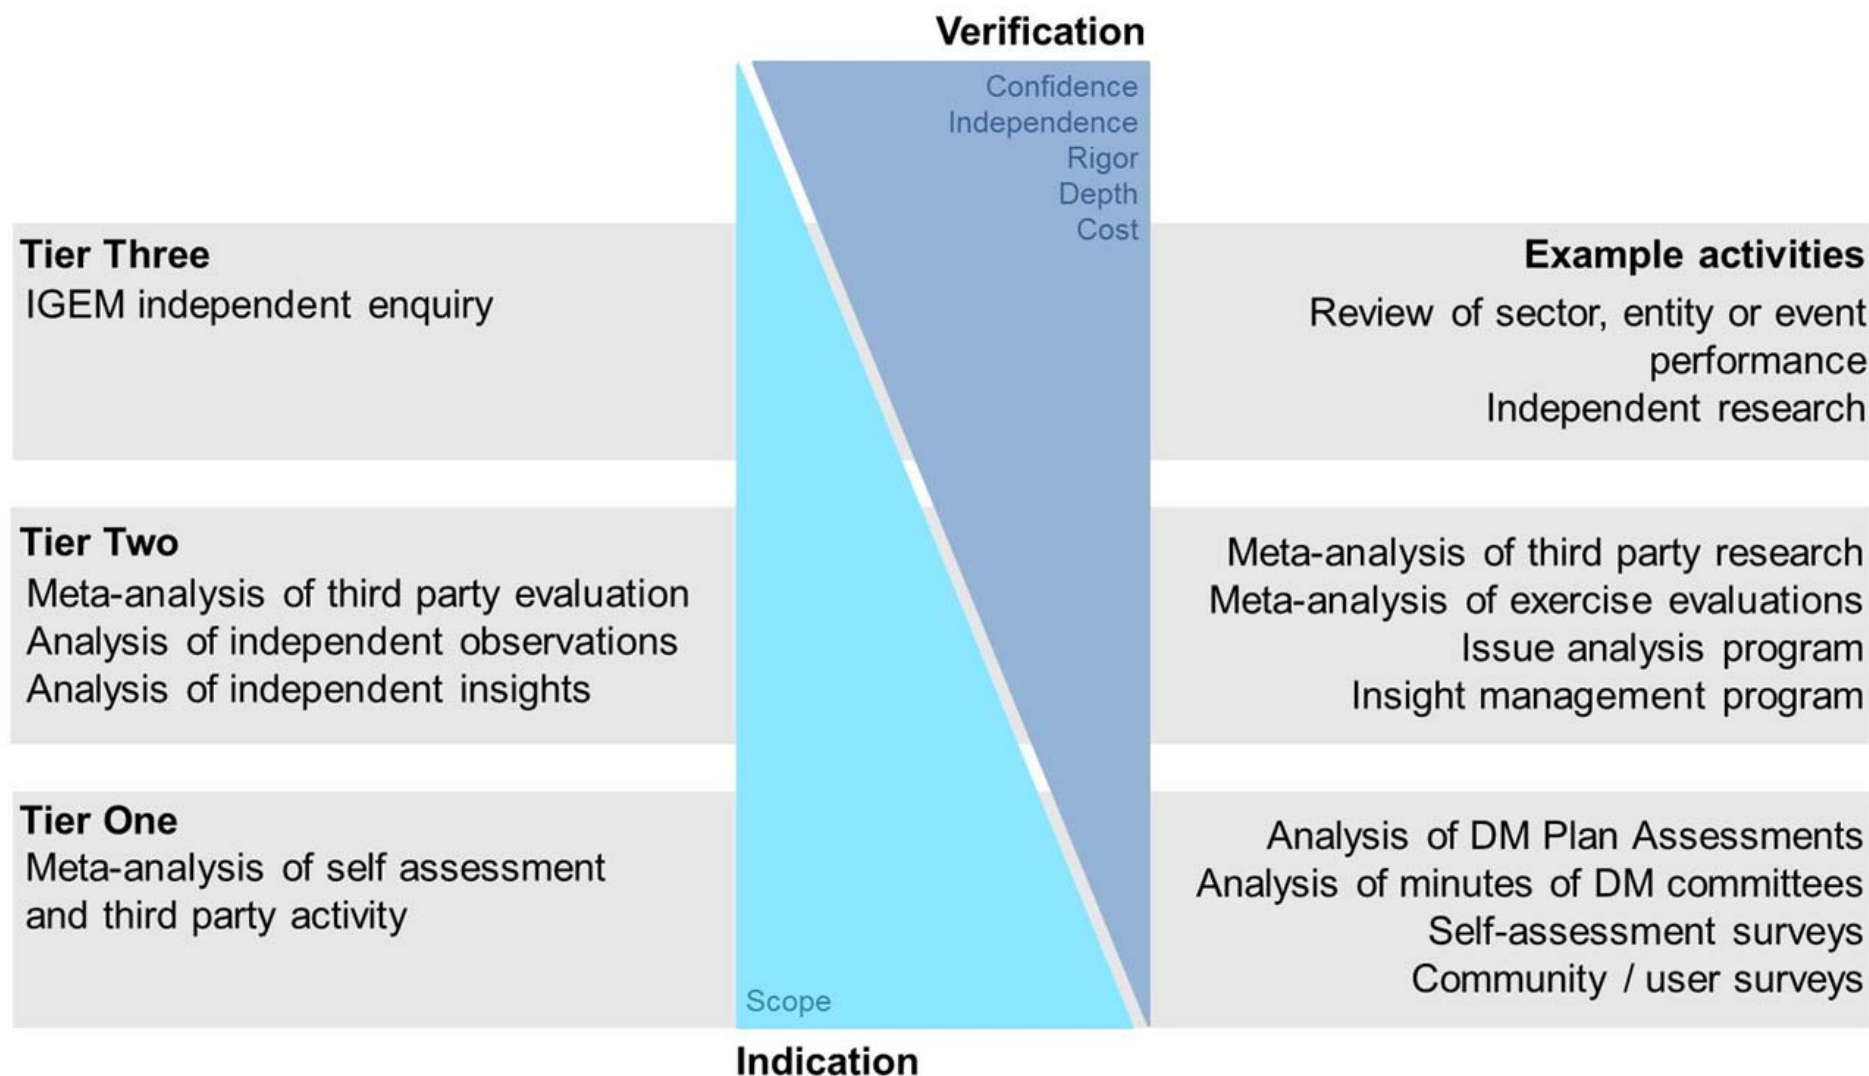 Verification
Confidence
Independence
Rigor
Depth
Cost
Tier Three
IGEM independent enquiry
Example activities
Review of sector, entity or event
performance
Independent research
Tier Two
Meta-analysis of third party evaluation
Analysis of independent observations
Analysis of independent insights
Meta-analysis of third party research
Meta-analysis of exercise evaluations
Issue analysis program
Insight management program
Tier One
Meta-analysis of self assessment
and third party activity
Analysis of DM Plan Assessments
Analysis of minutes of DM committees
Self-assessment surveys
Community / user surveys
Scope
Indication